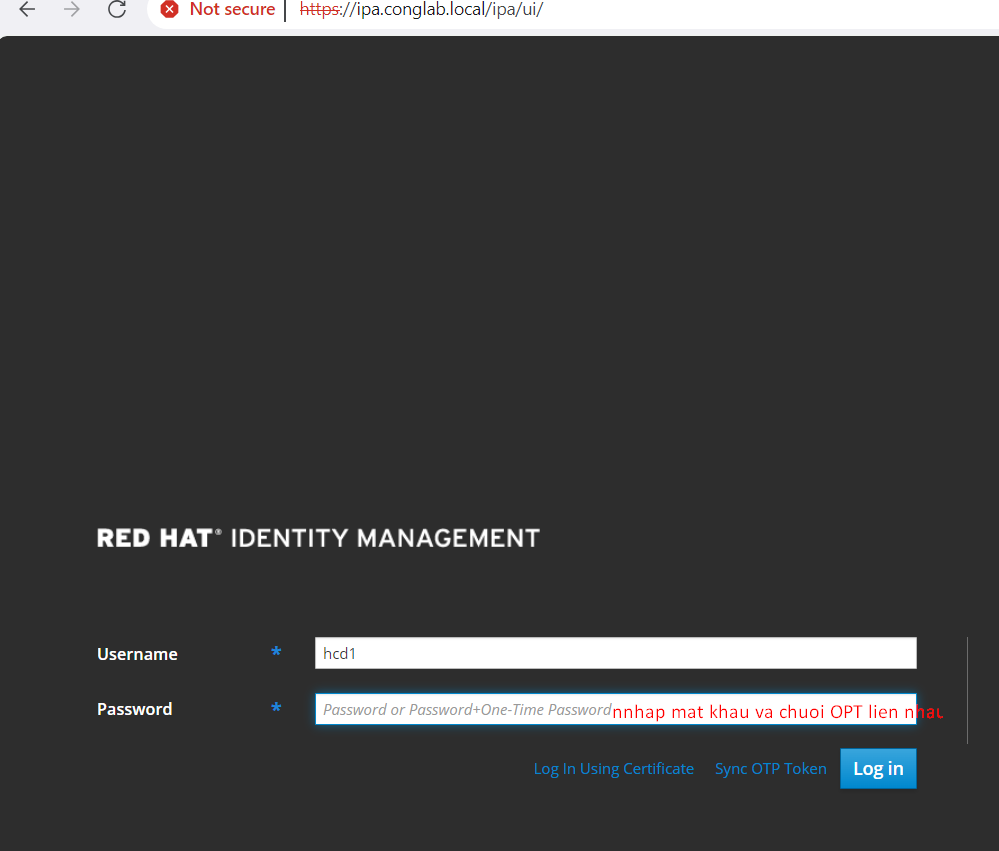 Not secure https://ipa.conglab.local/ipa/ui/
RED HAT® IDENTITY MANAGEMENT
Username * hcd1
Password * Password or Password+One-Time Password nnhap mat khau va chuoi OPT lien nhau
Log In Using Certificate Sync OTP Token Log in